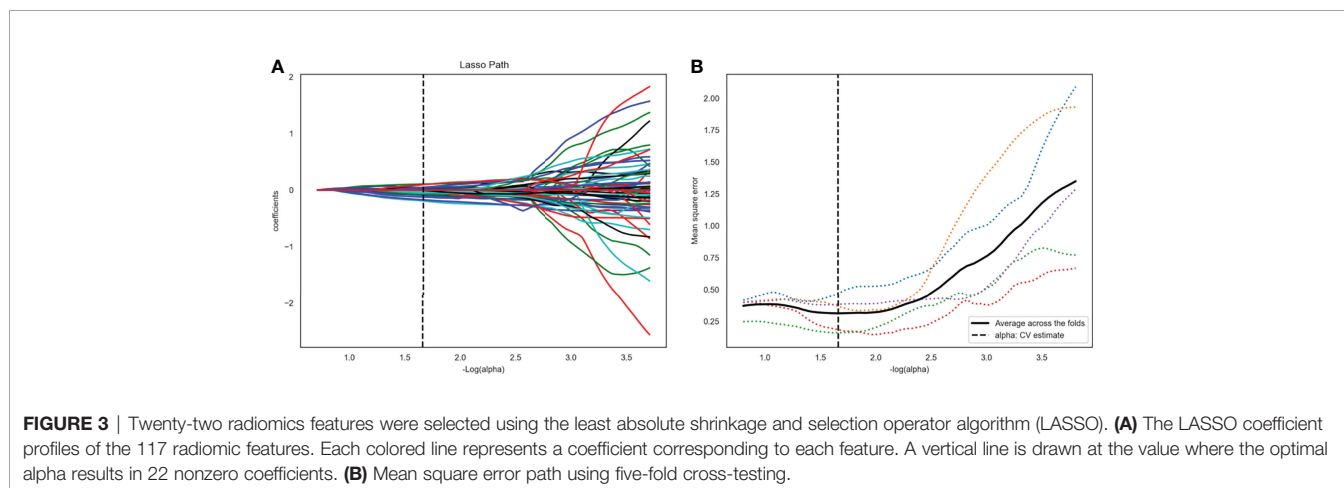 A
Lasso Path
2
1
0
−1
−2
coefficients
1.0 1.5 2.0 2.5 3.0 3.5
-Log(alpha)
B
2.00
1.75
1.50
1.25
1.00
0.75
0.50
0.25
Mean square error
Average across the folds
alpha: CV estimate
1.0 1.5 2.0 2.5 3.0 3.5
-log(alpha)
FIGURE 3 | Twenty-two radiomics features were selected using the least absolute shrinkage and selection operator algorithm (LASSO). (A) The LASSO coefficient
profiles of the 117 radiomic features. Each colored line represents a coefficient corresponding to each feature. A vertical line is drawn at the value where the optimal
alpha results in 22 nonzero coefficients. (B) Mean square error path using five-fold cross-testing.